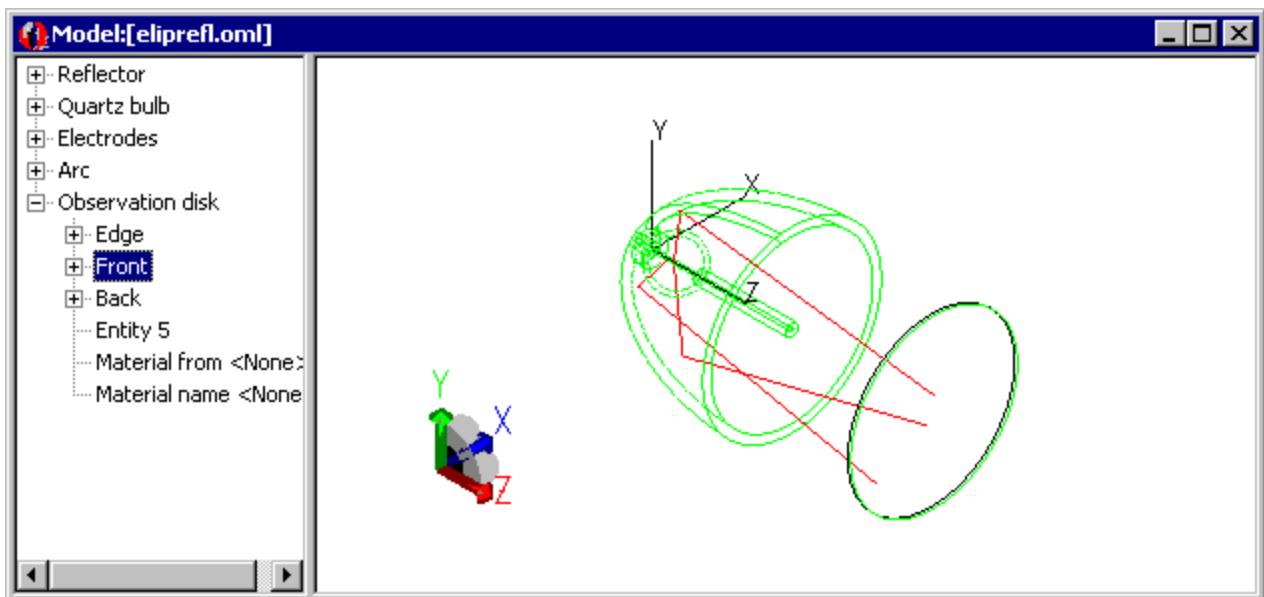 Model:[eliprefl.oml]
Reflector
Quartz bulb
Electrodes
Arc
Observation disk
Edge
Front
Back
Entity 5
Material from <None>
Material name <None
Y
X
Z
Y
X
Z